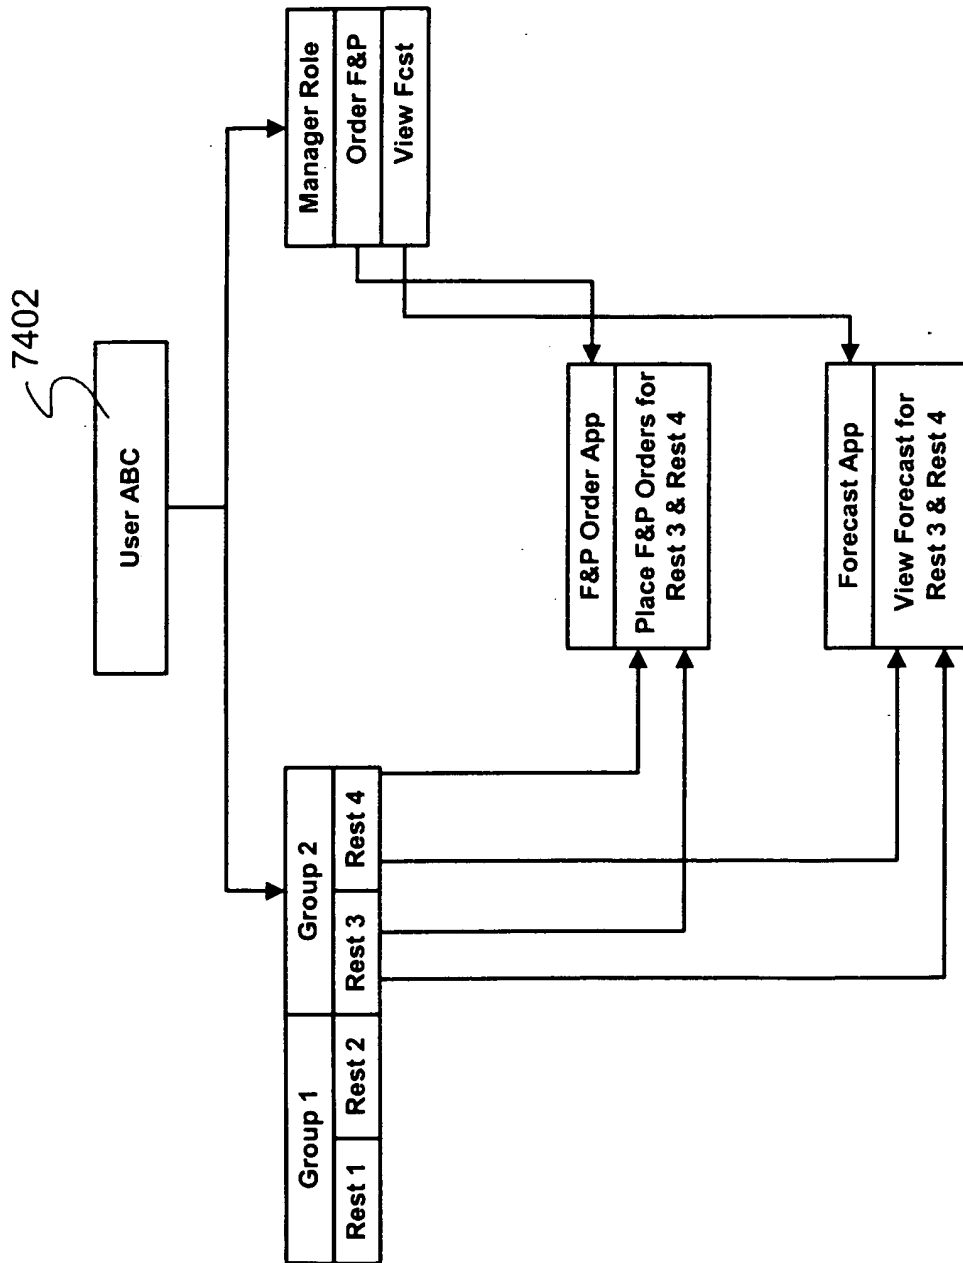 7402
User ABC
Group 1
Group 2
Rest 1
Rest 2
Rest 3
Rest 4
Manager Role
Order F&P
View Fcst
F&P Order App
Place F&P Orders for
Rest 3 & Rest 4
Forecast App
View Forecast for
Rest 3 & Rest 4